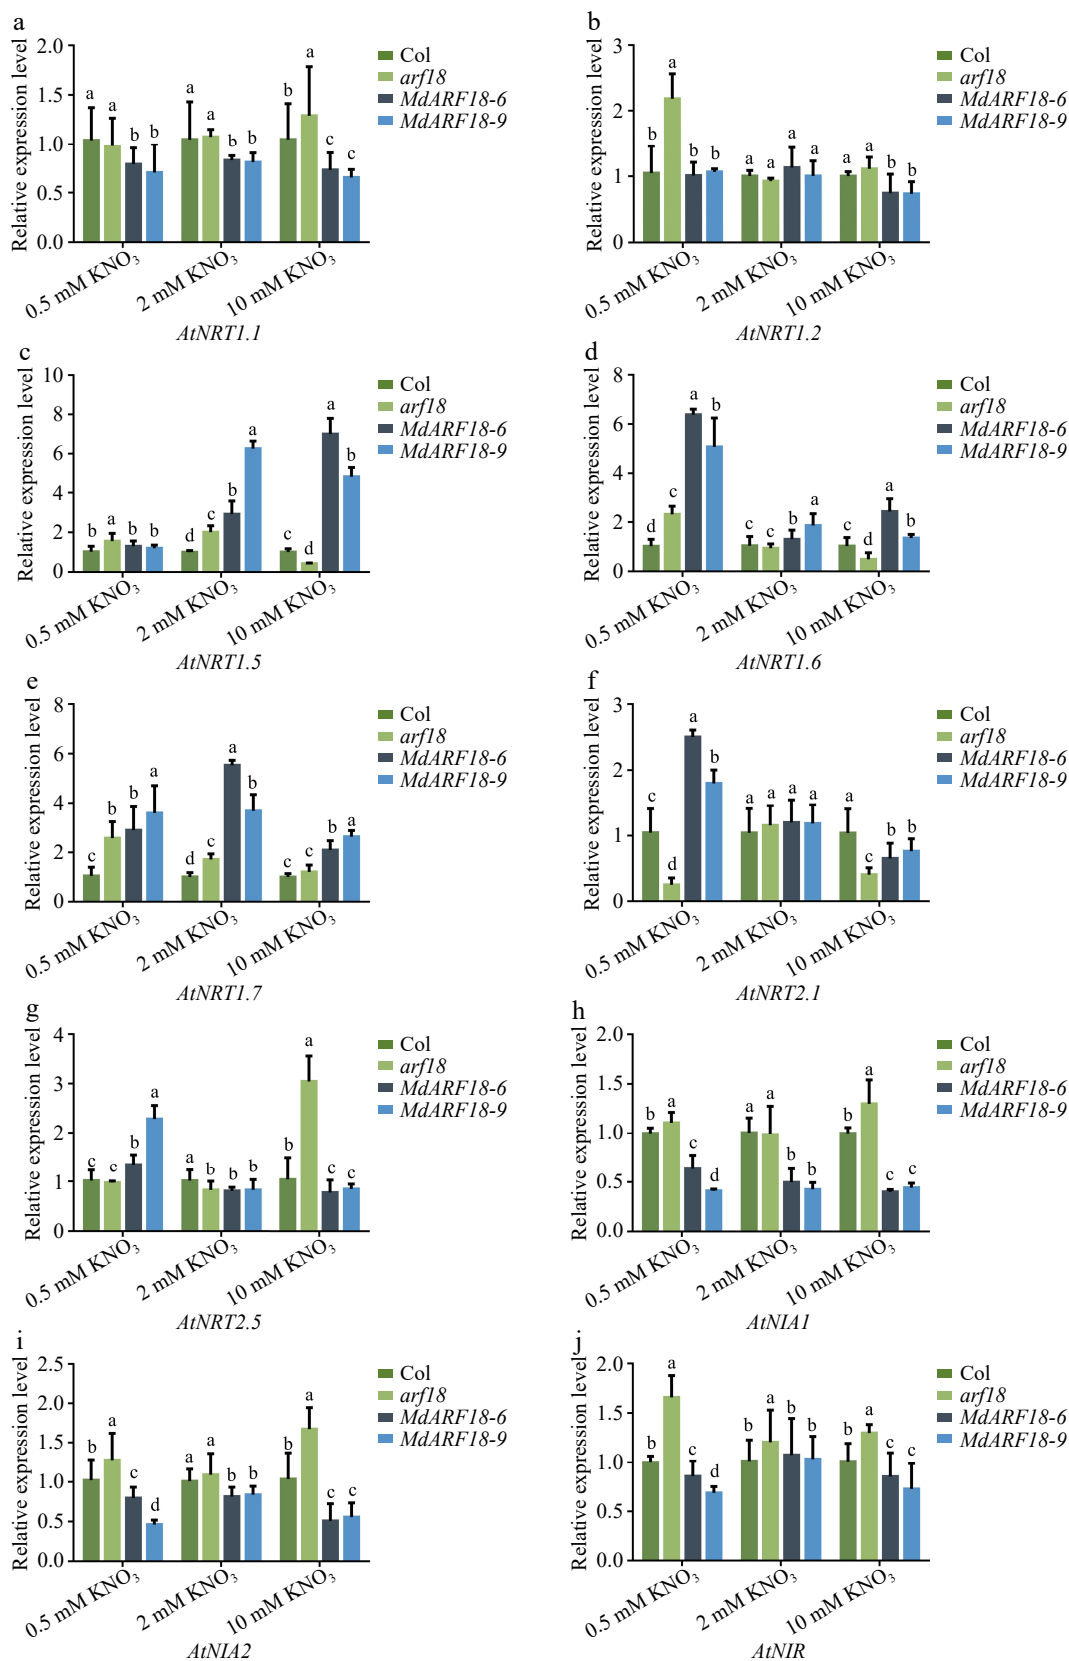 a
Relative expression level
2.0
1.5
1.0
0.5
0.0
a a b b
a a b b
b a c c
0.5 mM KNO3
2 mM KNO3
10 mM KNO3
AtNRT1.1
Col
arf18
MdARF18-6
MdARF18-9
b
Relative expression level
3
2
1
0
b a b b
a a a a
a a b b
0.5 mM KNO3
2 mM KNO3
10 mM KNO3
AtNRT1.2
Col
arf18
MdARF18-6
MdARF18-9
c
Relative expression level
10
8
6
4
2
0
b a b b
d c b a
c d a b
0.5 mM KNO3
2 mM KNO3
10 mM KNO3
AtNRT1.5
Col
arf18
MdARF18-6
MdARF18-9
d
Relative expression level
8
6
4
2
0
d c a b
c c b a
c d a b
0.5 mM KNO3
2 mM KNO3
10 mM KNO3
AtNRT1.6
Col
arf18
MdARF18-6
MdARF18-9
e
Relative expression level
8
6
4
2
0
c b b a
d c a b
c c b a
0.5 mM KNO3
2 mM KNO3
10 mM KNO3
AtNRT1.7
Col
arf18
MdARF18-6
MdARF18-9
f
Relative expression level
3
2
1
0
c d a b
a a a a
a c b b
0.5 mM KNO3
2 mM KNO3
10 mM KNO3
AtNRT2.1
Col
arf18
MdARF18-6
MdARF18-9
g
Relative expression level
4
3
2
1
0
c c b a
a b b b
b a c c
0.5 mM KNO3
2 mM KNO3
10 mM KNO3
AtNRT2.5
Col
arf18
MdARF18-6
MdARF18-9
h
Relative expression level
2.0
1.5
1.0
0.5
0.0
b a c d
a a b b
b a c c
0.5 mM KNO3
2 mM KNO3
10 mM KNO3
AtNIA1
Col
arf18
MdARF18-6
MdARF18-9
i
Relative expression level
2.5
2.0
1.5
1.0
0.5
0.0
b a c d
a a b b
b a c c
0.5 mM KNO3
2 mM KNO3
10 mM KNO3
AtNIA2
Col
arf18
MdARF18-6
MdARF18-9
j
Relative expression level
2.0
1.5
1.0
0.5
0.0
b a c d
b a b b
b a c c
0.5 mM KNO3
2 mM KNO3
10 mM KNO3
AtNIR
Col
arf18
MdARF18-6
MdARF18-9